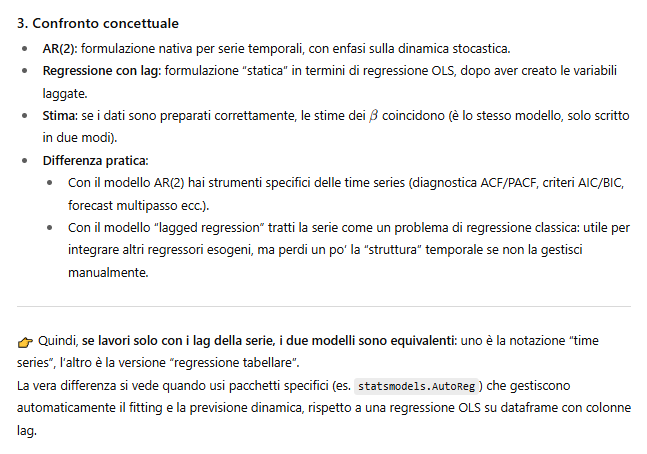 3. Confronto concettuale
• AR(2): formulazione nativa per serie temporali, con enfasi sulla dinamica stocastica.
• Regressione con lag: formulazione “statica” in termini di regressione OLS, dopo aver creato le variabili
laggate.
• Stima: se i dati sono preparati correttamente, le stime dei β coincidono (è lo stesso modello, solo scritto
in due modi).
• Differenza pratica:
• Con il modello AR(2) hai strumenti specifici delle time series (diagnostica ACF/PACF, criteri AIC/BIC,
forecast multipasso ecc.).
• Con il modello “lagged regression” tratti la serie come un problema di regressione classica: utile per
integrare altri regressori esogeni, ma perdi un po’ la “struttura” temporale se non la gestisci
manualmente.
👉 Quindi, se lavori solo con i lag della serie, i due modelli sono equivalenti: uno è la notazione “time
series”, l’altro è la versione “regressione tabellare”.
La vera differenza si vede quando usi pacchetti specifici (es. statsmodels.AutoReg) che gestiscono
automaticamente il fitting e la previsione dinamica, rispetto a una regressione OLS su dataframe con colonne
lag.